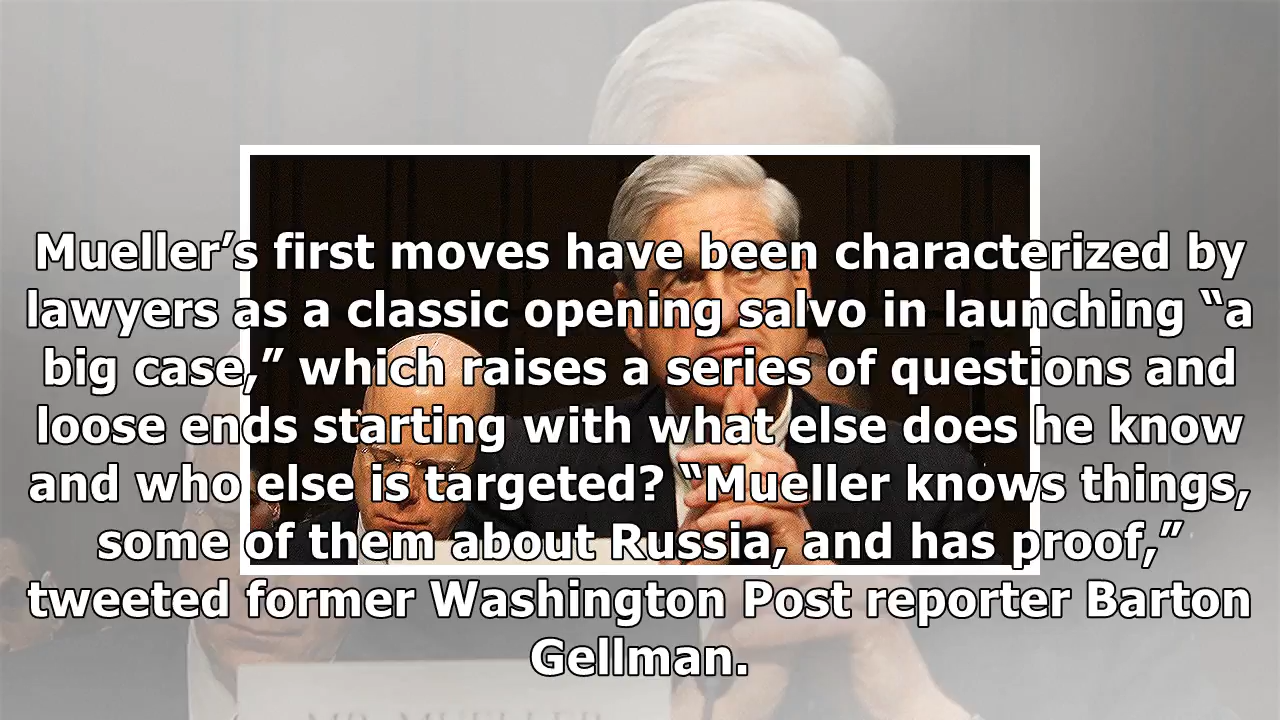 Mueller’s first moves have been characterized by
lawyers as a classic opening salvo in launching “a
big case,” which raises a series of questions and
loose ends starting with what else does he know
and who else is targeted? “Mueller knows things,
some of them about Russia, and has proof,”
tweeted former Washington Post reporter Barton
Gellman.
MR. MUELLER